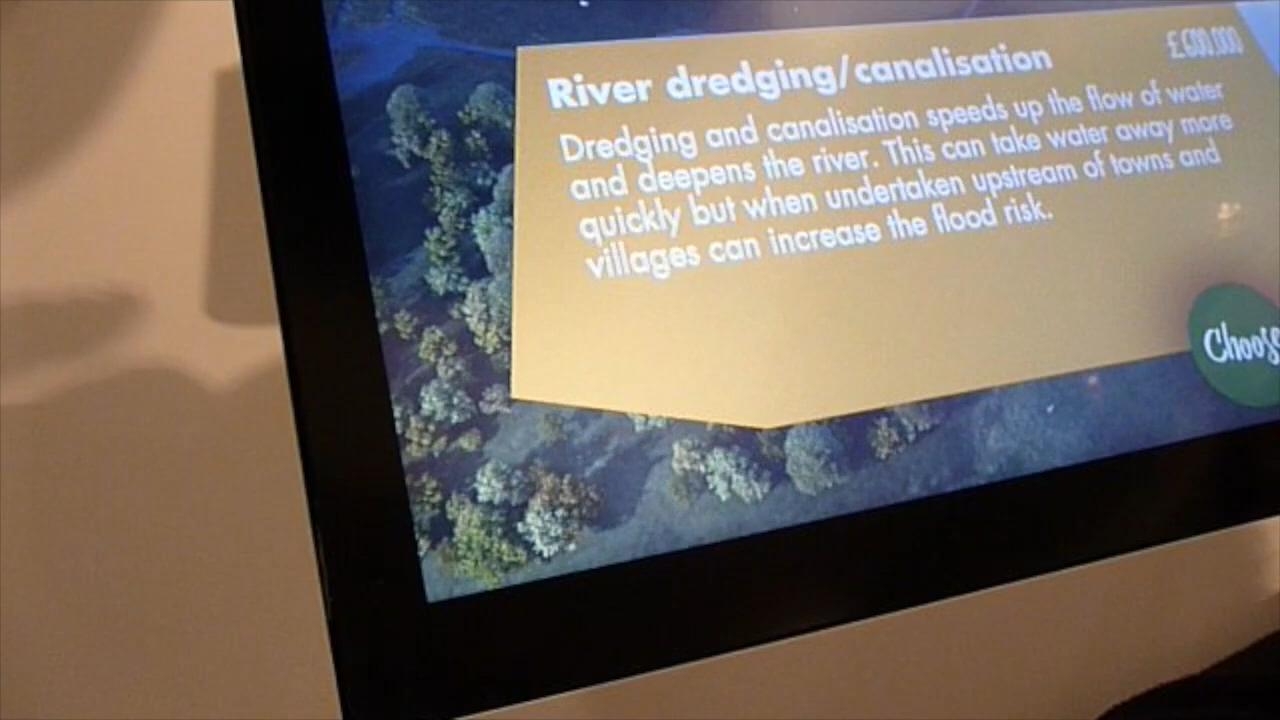 River dredging/canalisation
£600,000
Dredging and canalisation speeds up the flow of water
and deepens the river. This can take water away more
quickly but when undertaken upstream of towns and
villages can increase the flood risk.